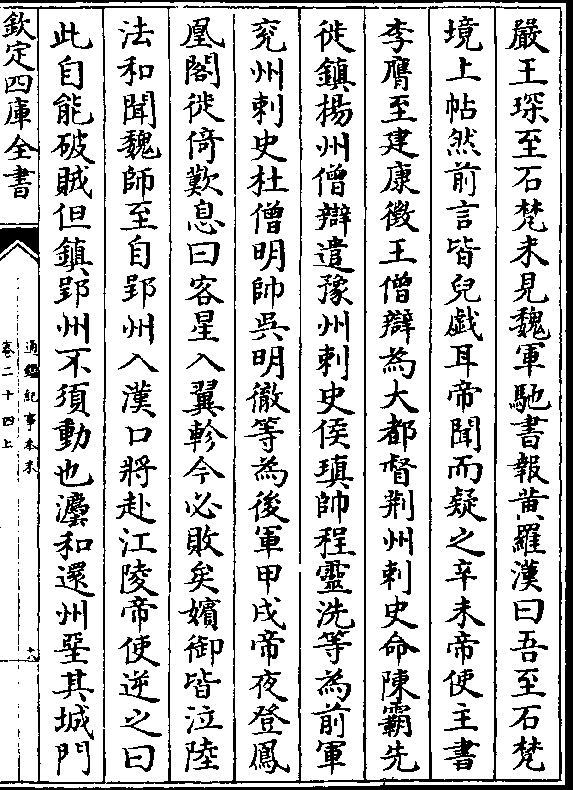 嚴王琛至石梵未見魏軍馳書報黄羅漢曰吾至石梵
境上帖然前言皆兒戲耳帝聞而疑之辛未帝使主書
李膺至建康徵王僧辯為大都督荆州刺史命陳霸先
徙鎮揚州僧辯遣豫州刺史侯瑱帥程靈洗等為前軍
兖州刺史杜僧明帥吳明徹等為後軍甲戌帝夜登鳳
凰閣徙倚歎息曰客星入翼軫今必敗矣嬪御皆泣陸
法和聞魏師至自郢州入漢口將赴江陵帝使逆之曰
此自能破賊但鎮郢州不須動也灋和還州堊其城門
欽定四庫全書
通鑑紀事本末
卷二十四上